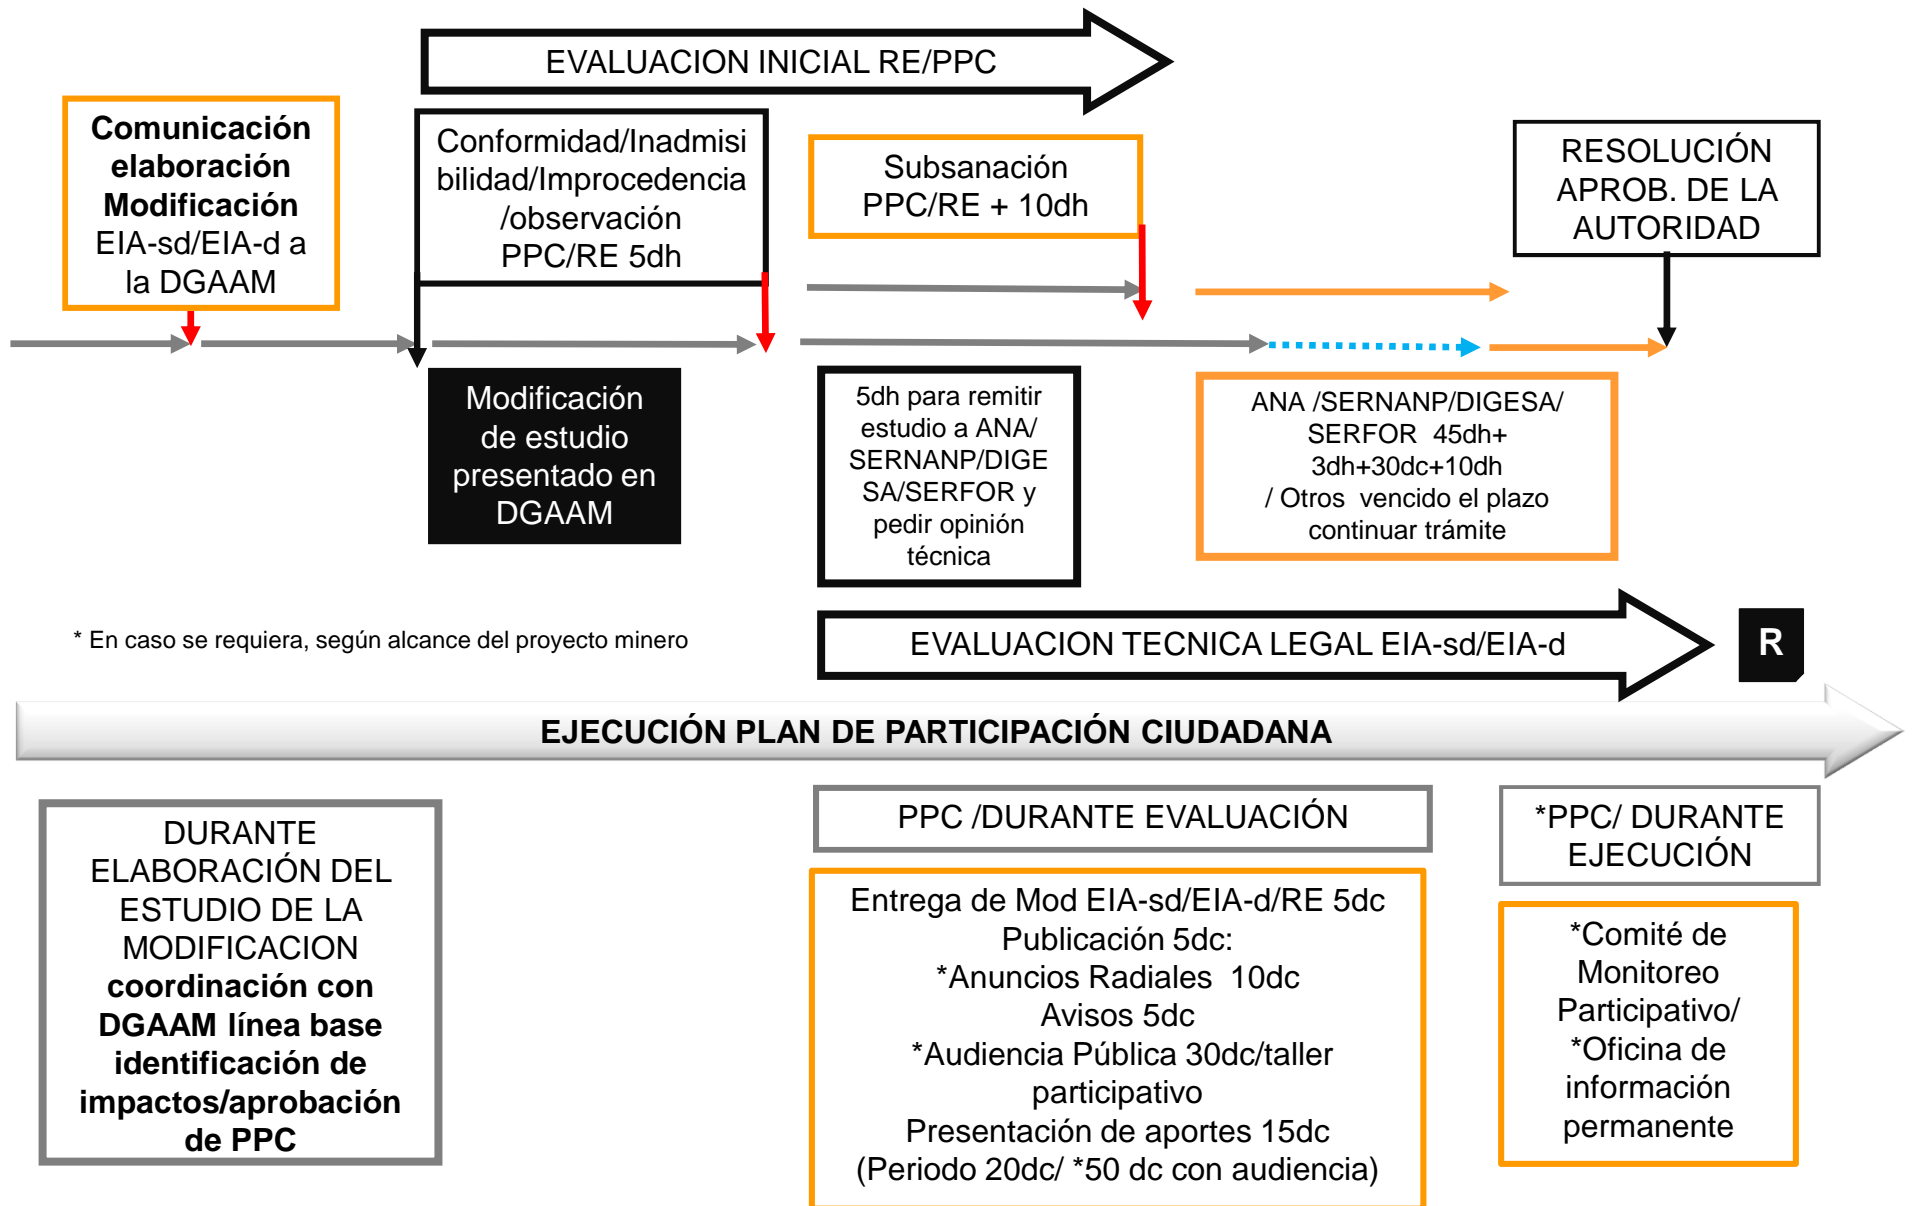 EVALUACION INICIAL RE/PPC
Comunicación
elaboración
Modificación
EIA-sd/EIA-d a
la DGAAM
Conformidad/Inadmisi
bilidad/Improcedencia
/observación
PPC/RE 5dh
Subsanación
PPC/RE + 10dh
RESOLUCIÓN
APROB. DE LA
AUTORIDAD
Modificación
de estudio
presentado en
DGAAM
5dh para remitir
estudio a ANA/
SERNANP/DIGE
SA/SERFOR y
pedir opinión
técnica
ANA /SERNANP/DIGESA/
SERFOR 45dh+
3dh+30dc+10dh
/ Otros vencido el plazo
continuar trámite
* En caso se requiera, según alcance del proyecto minero
EVALUACION TECNICA LEGAL EIA-sd/EIA-d
R
EJECUCIÓN PLAN DE PARTICIPACIÓN CIUDADANA
DURANTE
ELABORACIÓN DEL
ESTUDIO DE LA
MODIFICACION
coordinación con
DGAAM línea base
identificación de
impactos/aprobación
de PPC
PPC /DURANTE EVALUACIÓN
Entrega de Mod EIA-sd/EIA-d/RE 5dc
Publicación 5dc:
*Anuncios Radiales 10dc
Avisos 5dc
*Audiencia Pública 30dc/taller
participativo
Presentación de aportes 15dc
(Periodo 20dc/ *50 dc con audiencia)
*PPC/ DURANTE
EJECUCIÓN
*Comité de
Monitoreo
Participativo/
*Oficina de
información
permanente